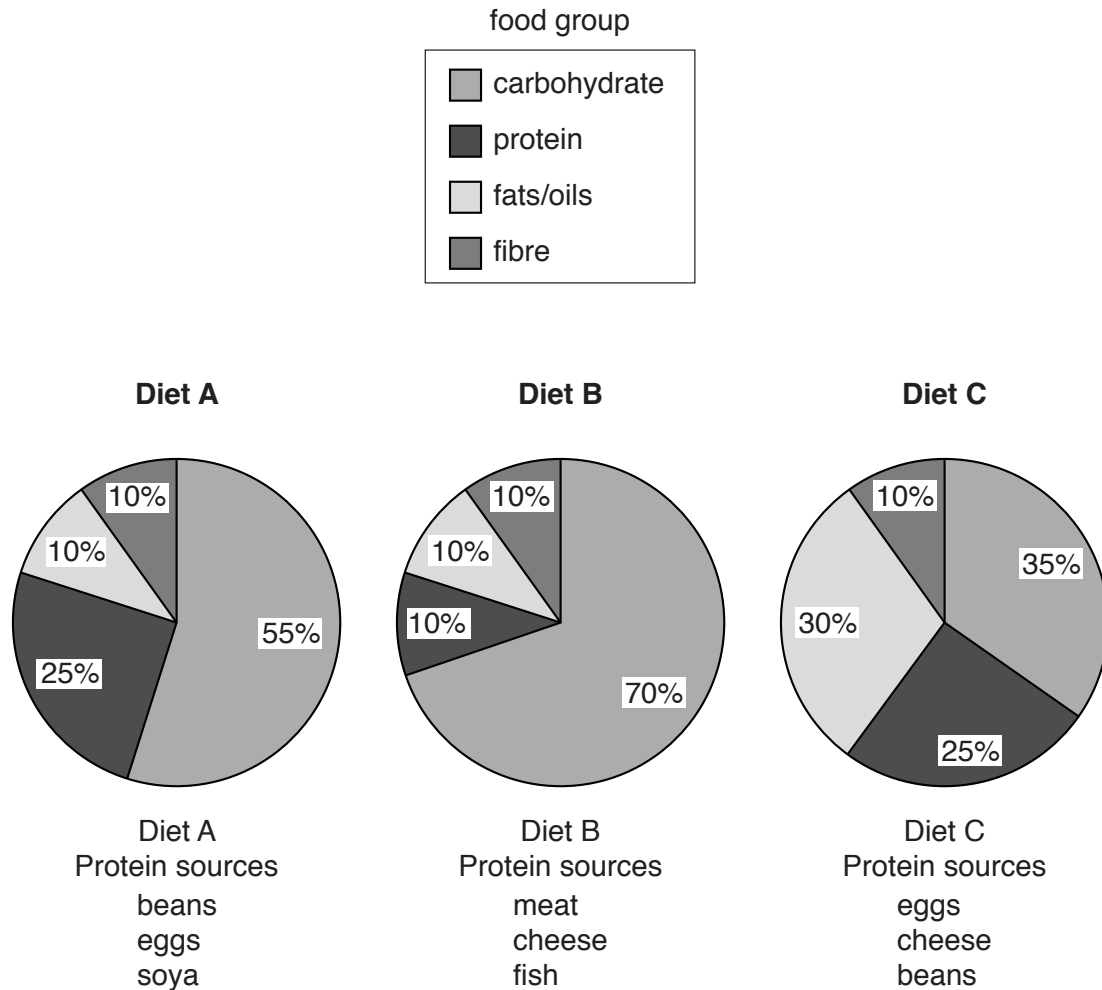 food group
carbohydrate
protein
fats/oils
fibre
Diet A
10%
10%
25%
55%
Diet A
Protein sources
beans
eggs
soya
Diet B
10%
10%
10%
70%
Diet B
Protein sources
meat
cheese
fish
Diet C
10%
35%
30%
25%
Diet C
Protein sources
eggs
cheese
beans